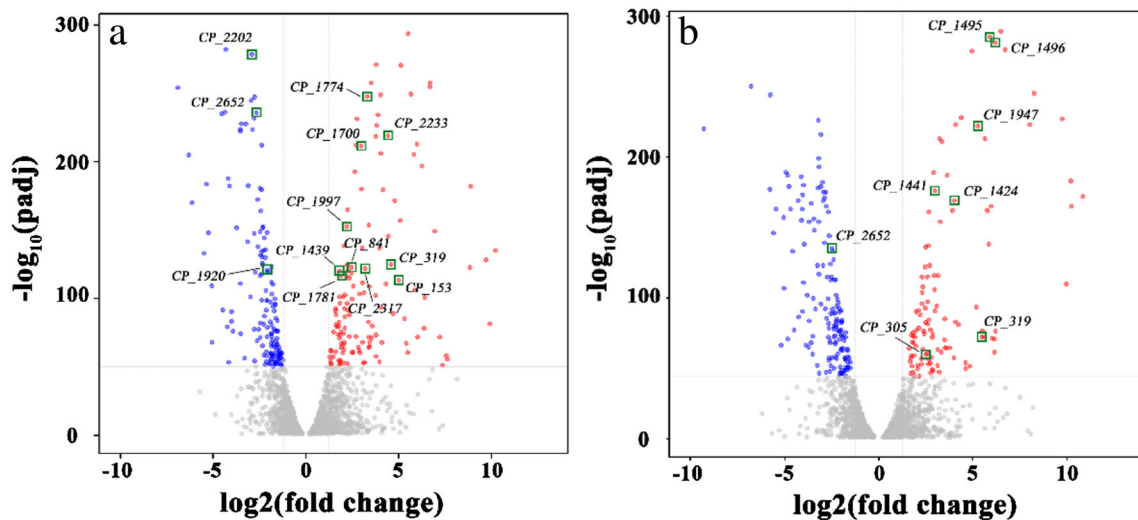 a
300
200
100
0
-log10(padj)
-10
-5
0
5
10
log2(fold change)
CP_2202
CP_2652
CP_1774
CP_2233
CP_1700
CP_1997
CP_1439
CP_841
CP_319
CP_1920
CP_1781
CP_2317
CP_153
b
300
200
100
0
-log10(padj)
-10
-5
0
5
10
log2(fold change)
CP_1495
CP_1496
CP_1947
CP_1441
CP_1424
CP_2652
CP_319
CP_305